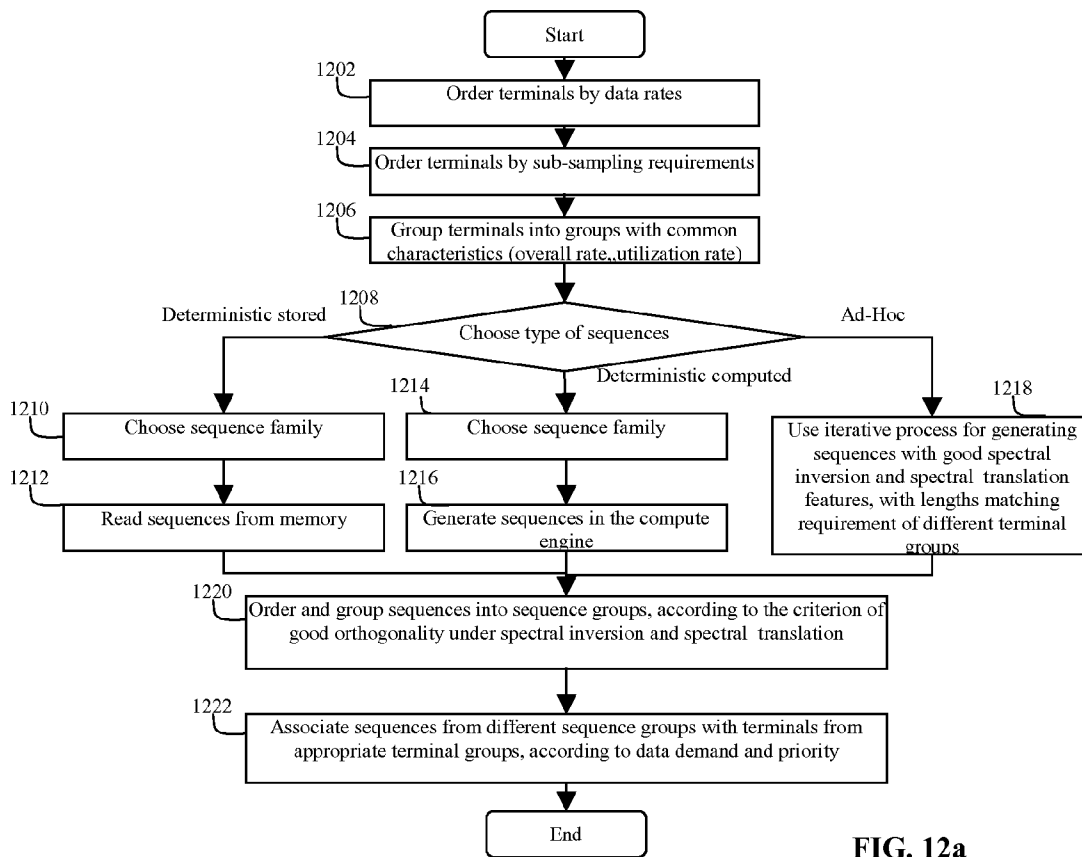 Start
1202
Order terminals by data rates
1204
Order terminals by sub-sampling requirements
1206
Group terminals into groups with common
characteristics (overall rate,,utilization rate)
1208
Deterministic stored
Choose type of sequences
Ad-Hoc
Deterministic computed
1210
Choose sequence family
1214
Choose sequence family
1218
Use iterative process for generating
sequences with good spectral
inversion and spectral translation
features, with lengths matching
requirement of different terminal
groups
1212
Read sequences from memory
1216
Generate sequences in the compute
engine
1220
Order and group sequences into sequence groups, according to the criterion of
good orthogonality under spectral inversion and spectral translation
1222
Associate sequences from different sequence groups with terminals from
appropriate terminal groups, according to data demand and priority
End
FIG. 12a